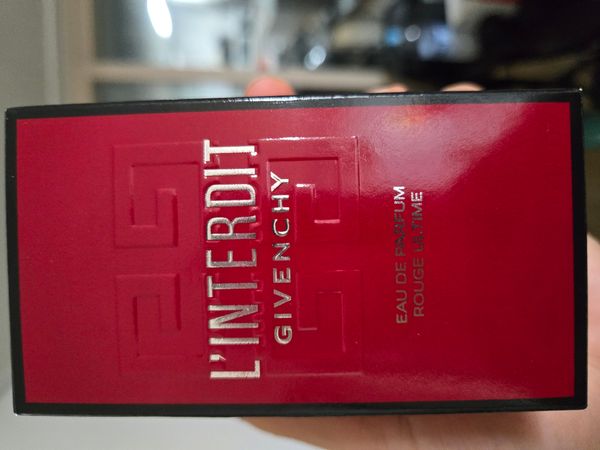 L'INTERDIT
GIVENCHY
EAU DE PARFUM
ROUGE ULTIME